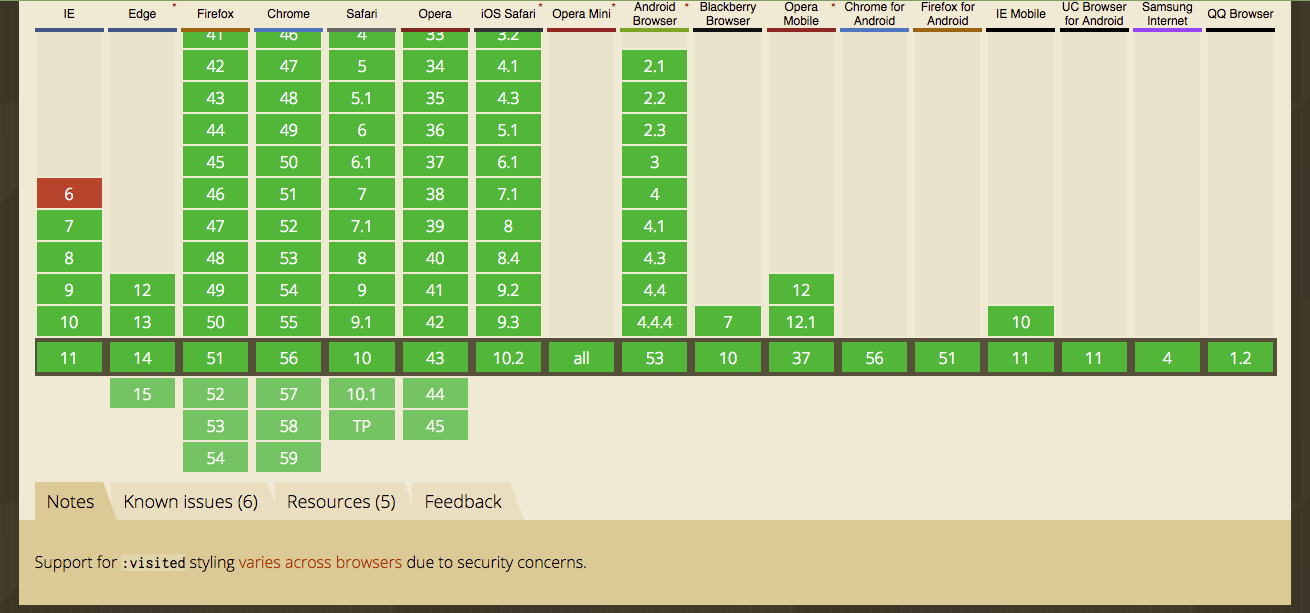 IE Edge * Firefox Chrome Safari Opera iOS Safari * Opera Mini * Android Browser * Blackberry Browser Opera Mobile * Chrome for Android Firefox for Android IE Mobile UC Browser for Android Samsung Internet QQ Browser
41 46 4 33 3.2
42 47 5 34 4.1 2.1
43 48 5.1 35 4.3 2.2
44 49 6 36 5.1 2.3
45 50 6.1 37 6.1 3
6 46 51 7 38 7.1 4
7 47 52 7.1 39 8 4.1
8 48 53 8 40 8.4 4.3
9 12 49 54 9 41 9.2 4.4 12
10 13 50 55 9.1 42 9.3 4.4.4 7 12.1 10
11 14 51 56 10 43 10.2 all 53 10 37 56 51 11 11 4 1.2
15 52 57 10.1 44
53 58 TP 45
54 59
Notes Known issues (6) Resources (5) Feedback
Support for :visited styling varies across browsers due to security concerns.